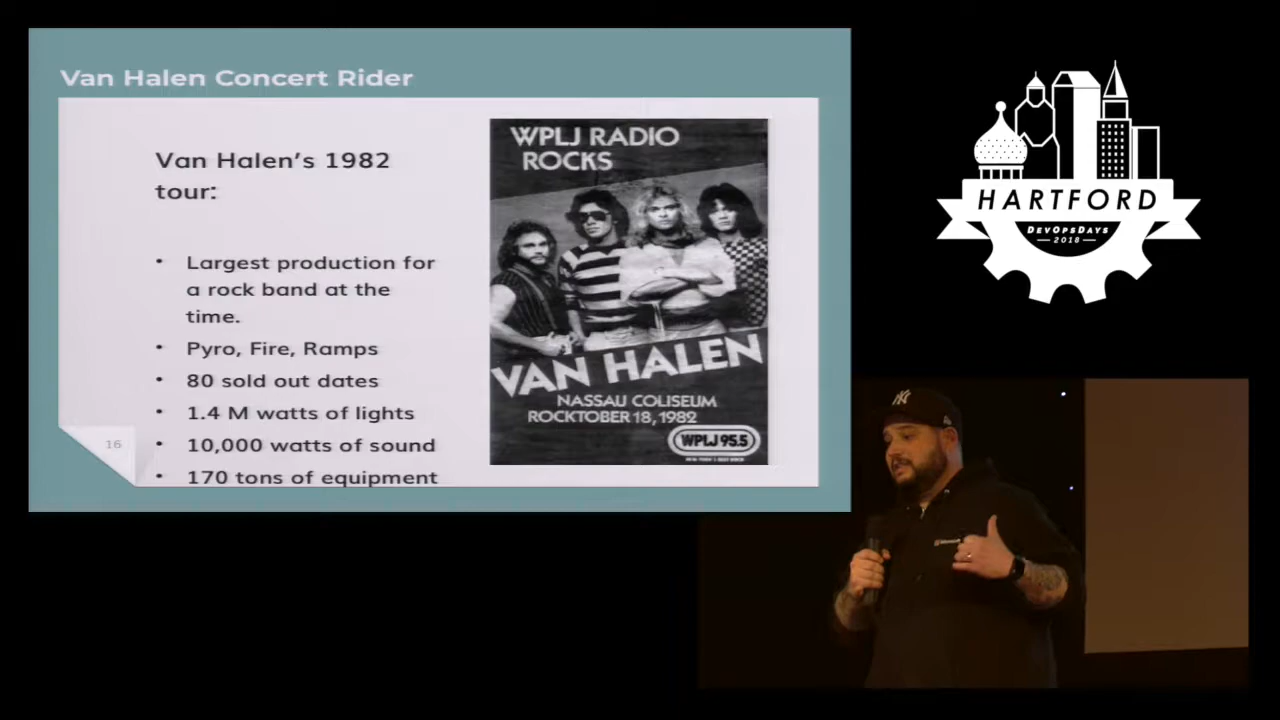 Van Halen Concert Rider
Van Halen's 1982
tour:
• Largest production for
a rock band at the
time.
• Pyro, Fire, Ramps
• 80 sold out dates
• 1.4 M watts of lights
• 10,000 watts of sound
• 170 tons of equipment
16
WPLJ RADIO
ROCKS
VAN HALEN
NASSAU COLISEUM
ROCKTOBER 18, 1982
WPLJ 95.5
HARTFORD
DEVOPSDAYS
2018
NY